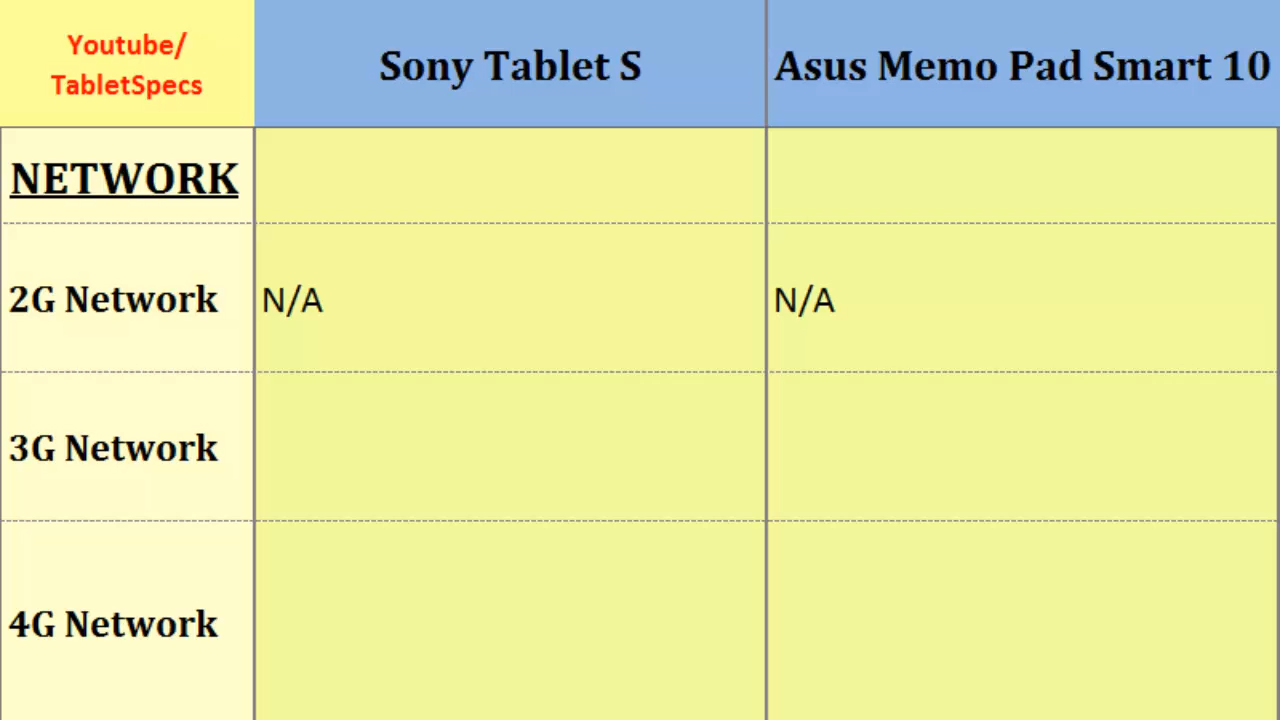 Youtube/
TabletSpecs
Sony Tablet S
Asus Memo Pad Smart 10
NETWORK
2G Network
N/A
N/A
3G Network
4G Network